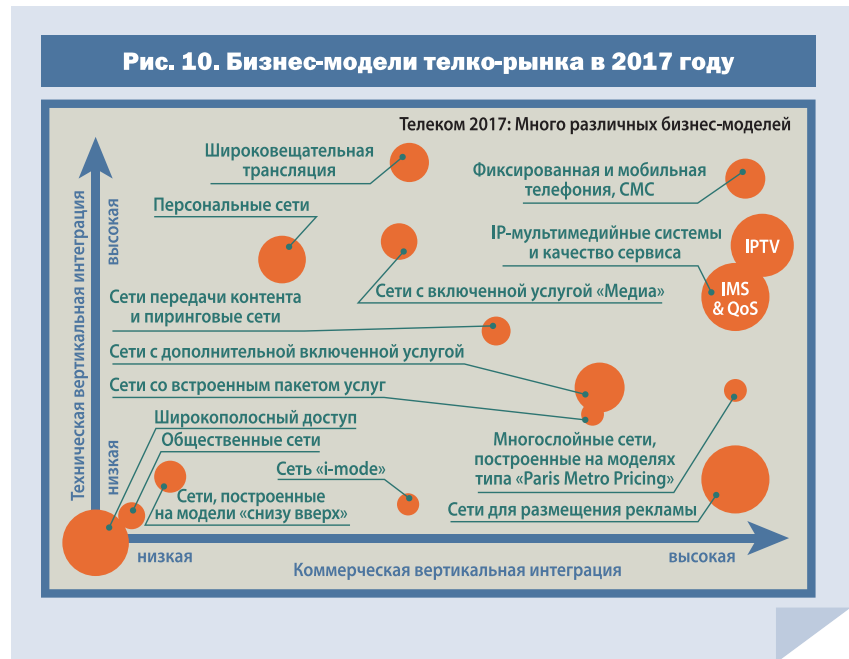 Рис. 10. Бизнес-модели телко-рынка в 2017 году
Телеком 2017: Много различных бизнес-моделей
Широковещательная
трансляция
Фиксированная и мобильная
телефония, СМС
Персональные сети
IP-мультимедийные системы
и качество сервиса
IPTV
IMS
& QoS
Сети передачи контента
и пиринговые сети
Сети с включенной услугой «Медиа»
Сети с дополнительной включенной услугой
Сети со встроенным пакетом услуг
Широкополосный доступ
Общественные сети
Сеть «i-mode»
Сети, построенные
на модели «снизу вверх»
Многослойные сети,
построенные на моделях
типа «Paris Metro Pricing»
Сети для размещения рекламы
Техническая вертикальная интеграция
высокая
низкая
низкая
высокая
Коммерческая вертикальная интеграция